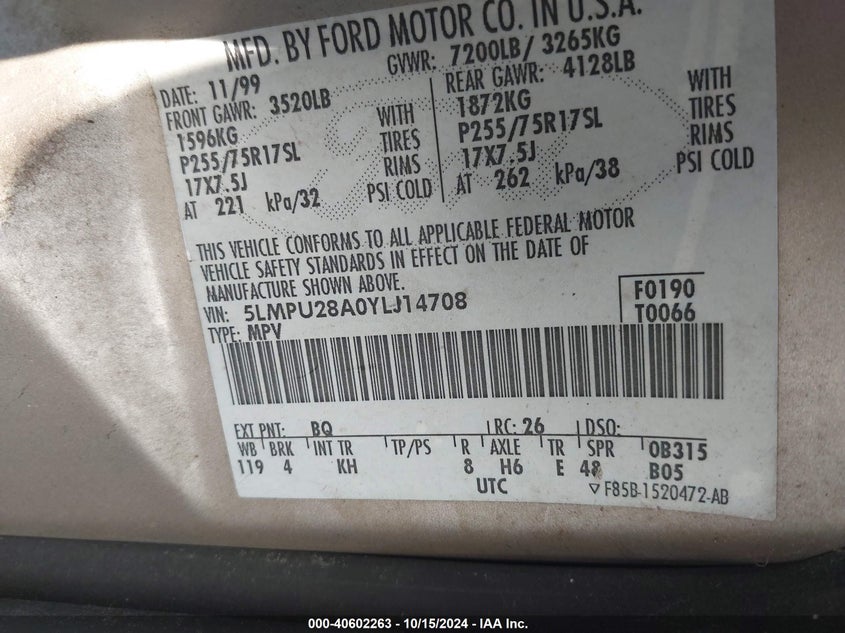 MFD. BY FORD MOTOR CO. IN U.S.A.
DATE: 11/99 GVWR: 7200LB/ 3265KG
FRONT GAWR: 3520LB REAR GAWR: 4128LB
1596KG WITH 1872KG WITH
P255/75R17SL TIRES P255/75R17SL TIRES
17X7.5J RIMS 17X7.5J RIMS
AT 221 kPa/32 PSI COLD AT 262 kPa/38 PSI COLD
THIS VEHICLE CONFORMS TO ALL APPLICABLE FEDERAL MOTOR
VEHICLE SAFETY STANDARDS IN EFFECT ON THE DATE OF
MANUFACTURE SHOWN ABOVE.
VIN: 5LMPU28A0YLJ14708 F0190
TYPE: MPV T0066
EXT PNT: BQ RC: 26 DSO:
WB BRK INT TR TP/PS R AXLE TR SPR 0B315
119 4 KH 8 H6 E 48 B05
UTC ▽ F85B-1520472-AB
000-40602263 - 10/15/2024 - IAA Inc.